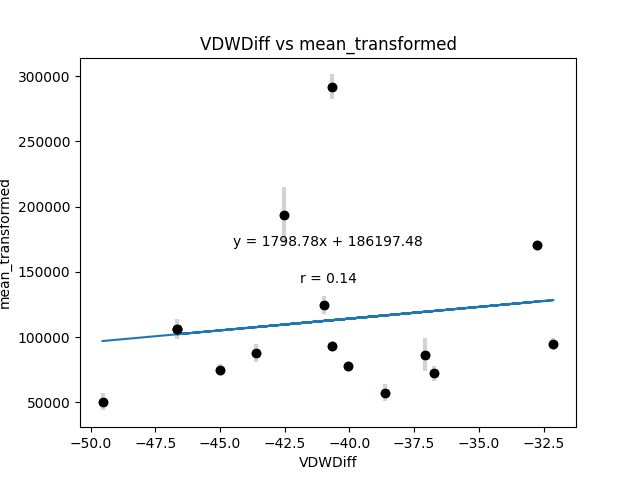 VDWDiff vs mean_transformed
300000
250000
200000
150000
100000
50000
mean_transformed
y = 1798.78x + 186197.48
r = 0.14
−50.0 −47.5 −45.0 −42.5 −40.0 −37.5 −35.0 −32.5
VDWDiff